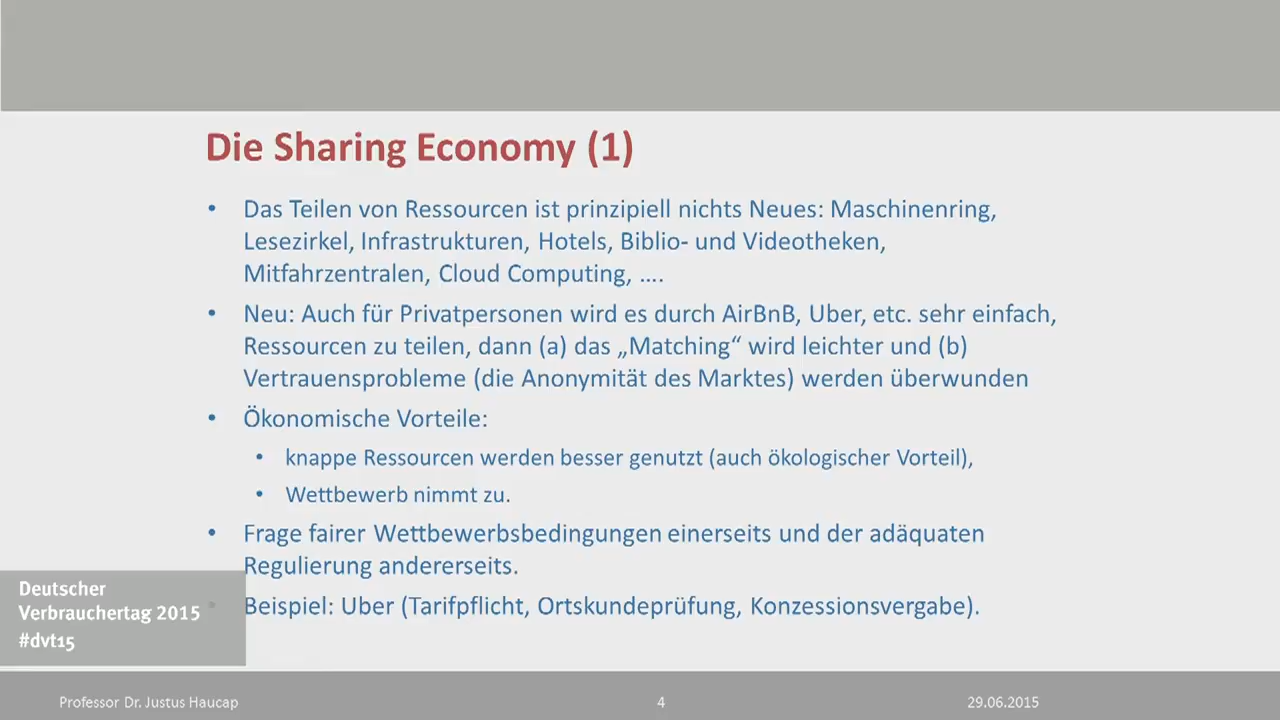 Die Sharing Economy (1)
• Das Teilen von Ressourcen ist prinzipiell nichts Neues: Maschinenring,
Lesezirkel, Infrastrukturen, Hotels, Biblio- und Videotheken,
Mitfahrzentralen, Cloud Computing, ….
• Neu: Auch für Privatpersonen wird es durch AirBnB, Uber, etc. sehr einfach,
Ressourcen zu teilen, dann (a) das „Matching“ wird leichter und (b)
Vertrauensprobleme (die Anonymität des Marktes) werden überwunden
• Ökonomische Vorteile:
• knappe Ressourcen werden besser genutzt (auch ökologischer Vorteil),
• Wettbewerb nimmt zu.
• Frage fairer Wettbewerbsbedingungen einerseits und der adäquaten
Regulierung andererseits.
• Beispiel: Uber (Tarifpflicht, Ortskundeprüfung, Konzessionsvergabe).
Deutscher
Verbrauchertag 2015
#dvt15
Professor Dr. Justus Haucap
4
29.06.2015